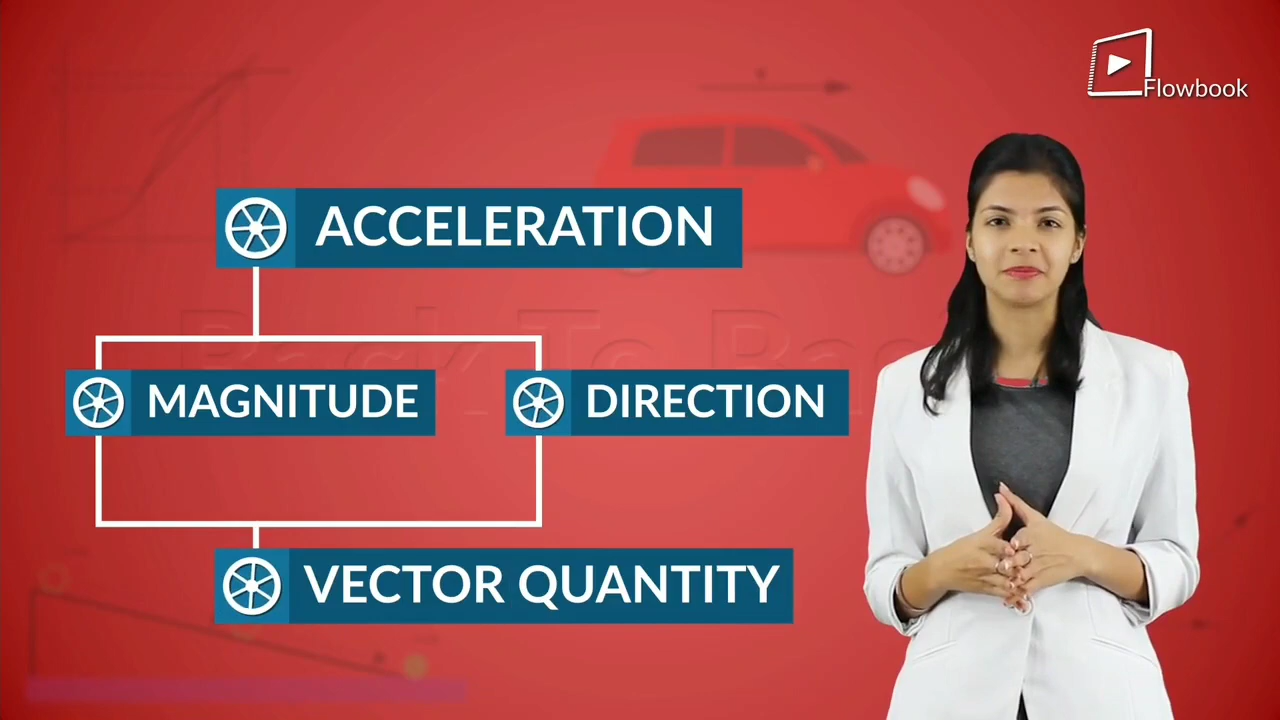 Flowbook
ACCELERATION
MAGNITUDE
DIRECTION
VECTOR QUANTITY